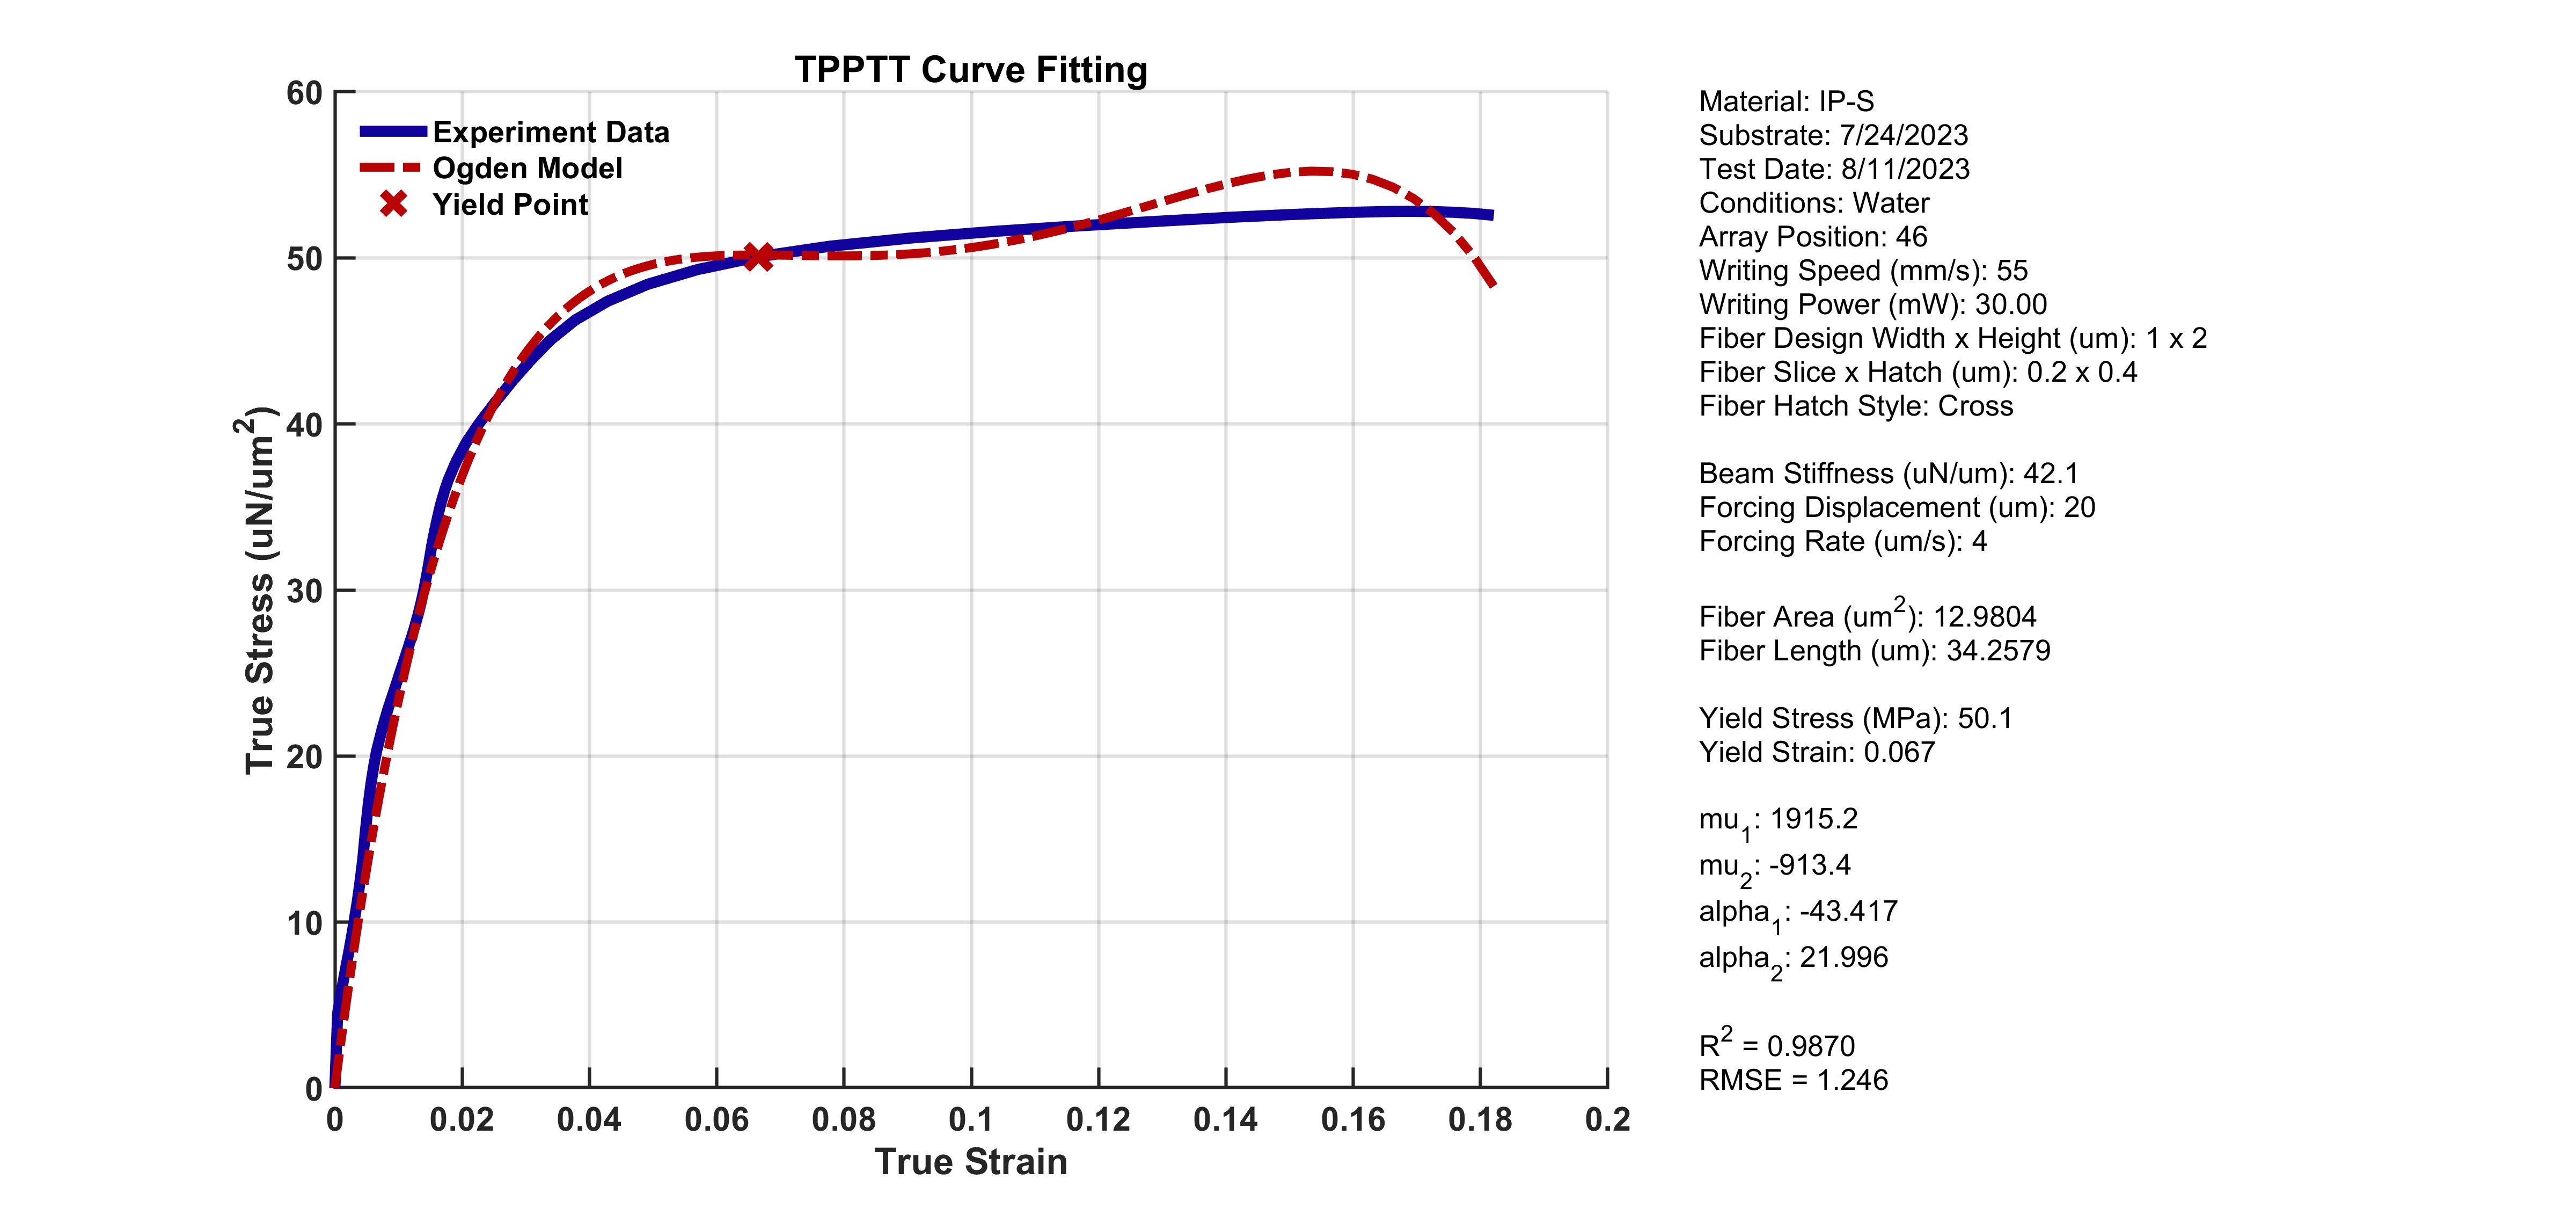 TPPTT Curve Fitting
60
50
40
30
20
10
0
True Stress (uN/um²)
Experiment Data
Ogden Model
Yield Point
0 0.02 0.04 0.06 0.08 0.1 0.12 0.14 0.16 0.18 0.2
True Strain
Material: IP-S
Substrate: 7/24/2023
Test Date: 8/11/2023
Conditions: Water
Array Position: 46
Writing Speed (mm/s): 55
Writing Power (mW): 30.00
Fiber Design Width x Height (um): 1 x 2
Fiber Slice x Hatch (um): 0.2 x 0.4
Fiber Hatch Style: Cross
Beam Stiffness (uN/um): 42.1
Forcing Displacement (um): 20
Forcing Rate (um/s): 4
Fiber Area (um²): 12.9804
Fiber Length (um): 34.2579
Yield Stress (MPa): 50.1
Yield Strain: 0.067
mu₁: 1915.2
mu₂: -913.4
alpha₁: -43.417
alpha₂: 21.996
R² = 0.9870
RMSE = 1.246